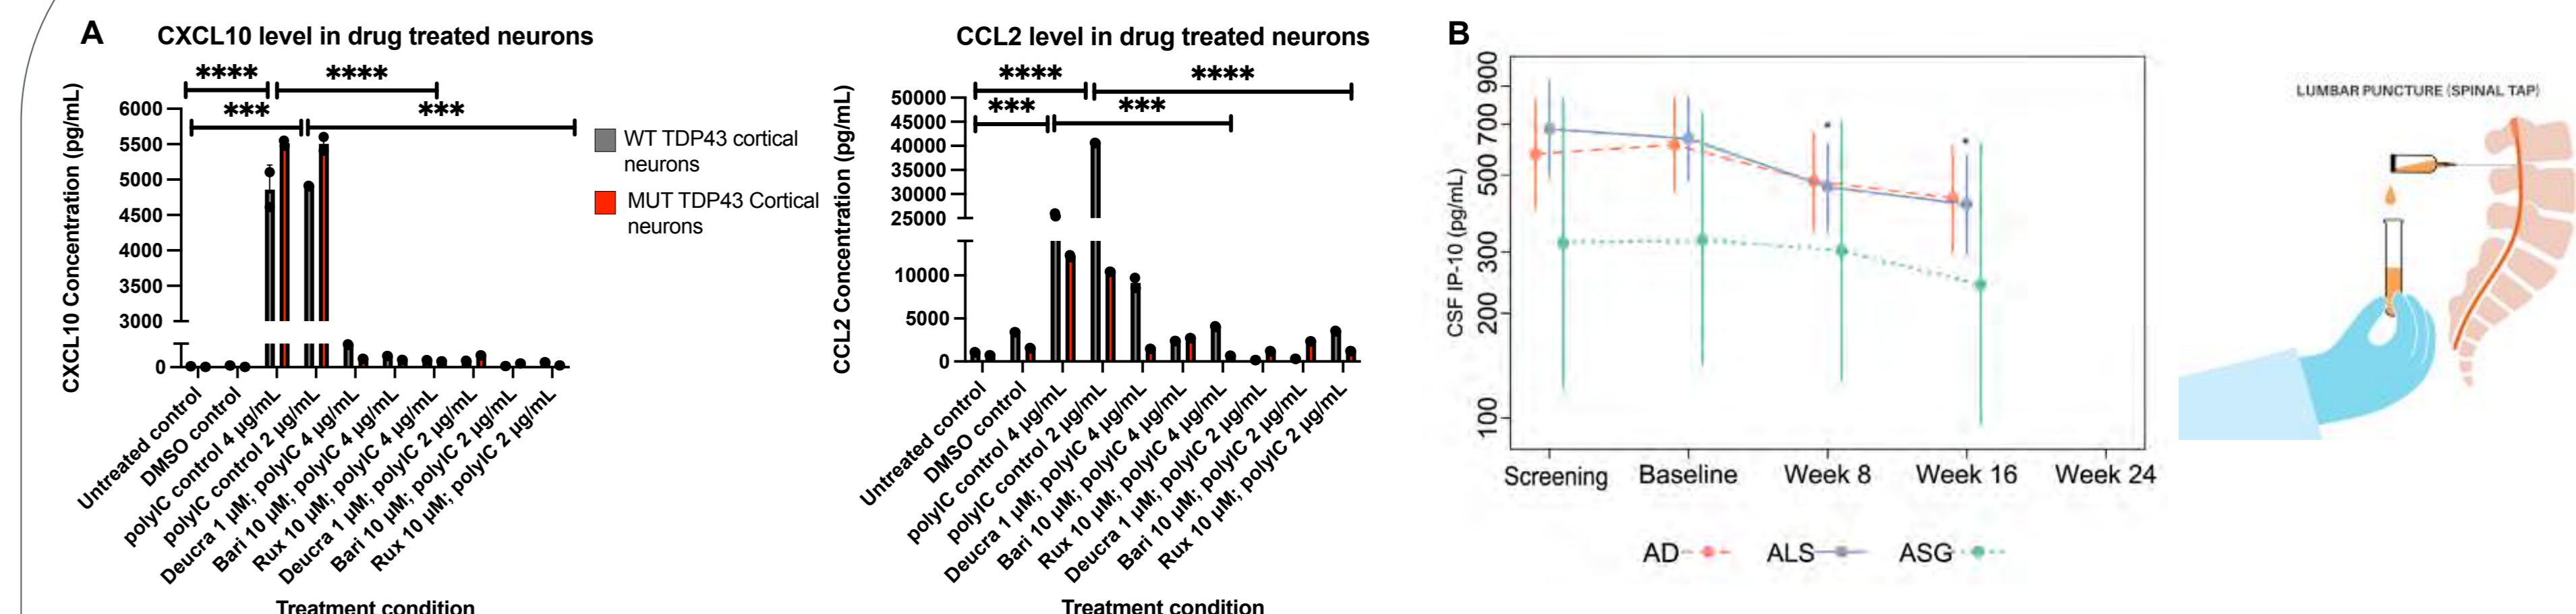 A
CXCL10 level in drug treated neurons
CXCL10 Concentration (pg/mL)
****
****
***
***
6000
5500
5000
4500
4000
3500
3000
0
Untreated control
DMSO control
polyIC control 4 µg/mL
polyIC control 2 µg/mL
Deucra 1 µM; polyIC 4 µg/mL
Bari 10 µM; polyIC 4 µg/mL
Rux 10 µM; polyIC 4 µg/mL
Deucra 1 µM; polyIC 2 µg/mL
Bari 10 µM; polyIC 2 µg/mL
Rux 10 µM; polyIC 2 µg/mL
Treatment condition
WT TDP43 cortical
neurons
MUT TDP43 Cortical
neurons
CCL2 level in drug treated neurons
CCL2 Concentration (pg/mL)
****
****
***
***
50000
45000
40000
35000
30000
25000
10000
5000
0
Untreated control
DMSO control
polyIC control 4 µg/mL
polyIC control 2 µg/mL
Deucra 1 µM; polyIC 4 µg/mL
Bari 10 µM; polyIC 4 µg/mL
Rux 10 µM; polyIC 4 µg/mL
Deucra 1 µM; polyIC 2 µg/mL
Bari 10 µM; polyIC 2 µg/mL
Rux 10 µM; polyIC 2 µg/mL
Treatment condition
B
CSF IP-10 (pg/mL)
900
700
500
300
200
100
*
*
Screening
Baseline
Week 8
Week 16
Week 24
AD
ALS
ASG
LUMBAR PUNCTURE (SPINAL TAP)